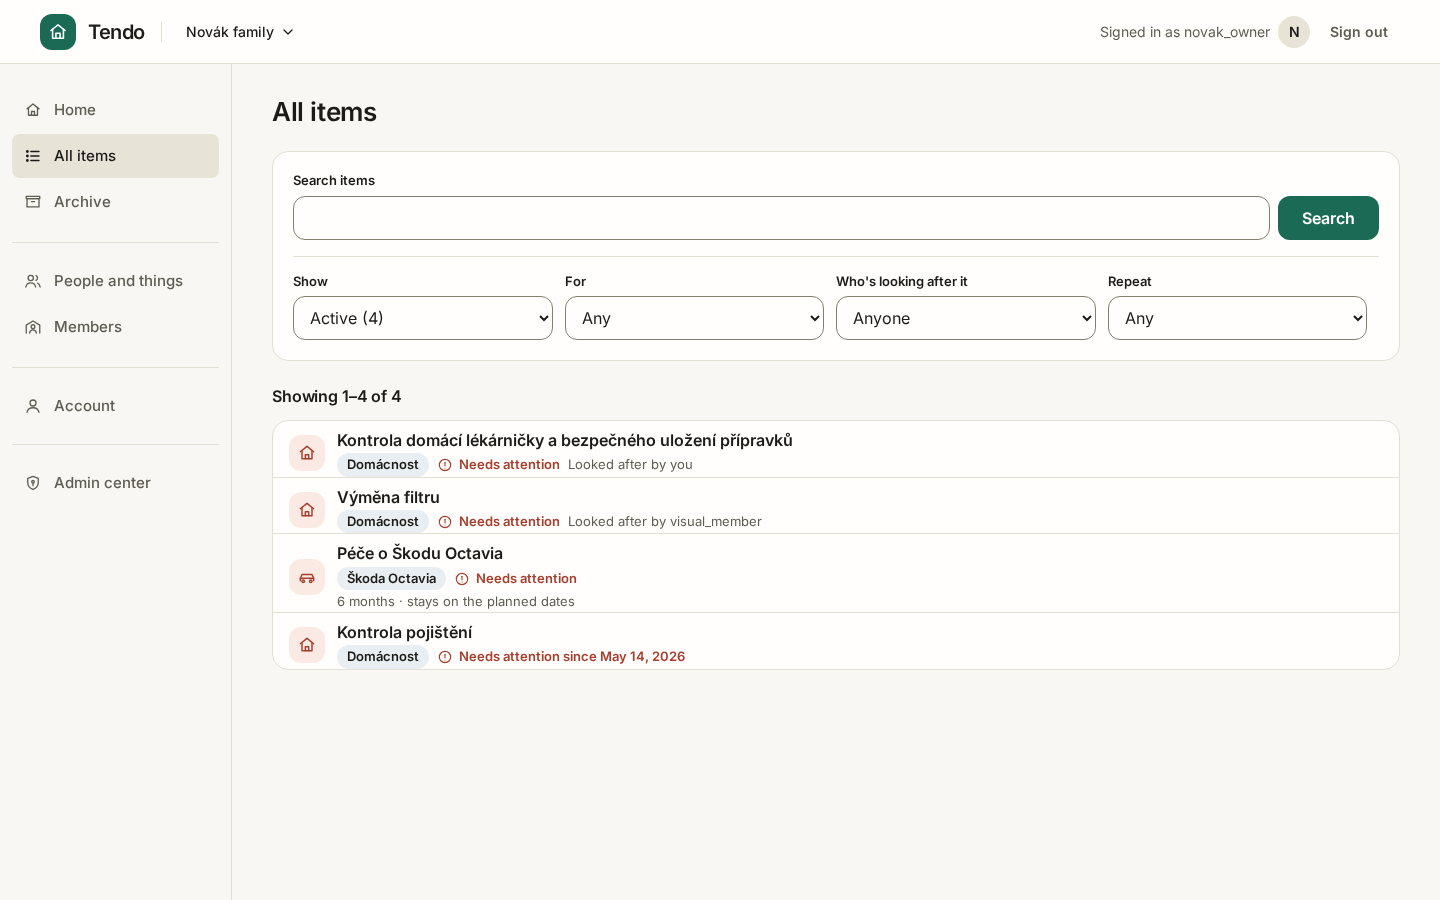 Tendo
Novák family
Signed in as novak_owner
N
Sign out
Home
All items
Archive
People and things
Members
Account
Admin center
All items
Search items
Search
Show
For
Who's looking after it
Repeat
Active (4)
Any
Anyone
Any
Showing 1–4 of 4
Kontrola domácí lékárničky a bezpečného uložení přípravků
Domácnost Needs attention Looked after by you
Výměna filtru
Domácnost Needs attention Looked after by visual_member
Péče o Škodu Octavia
Škoda Octavia Needs attention
6 months · stays on the planned dates
Kontrola pojištění
Domácnost Needs attention since May 14, 2026